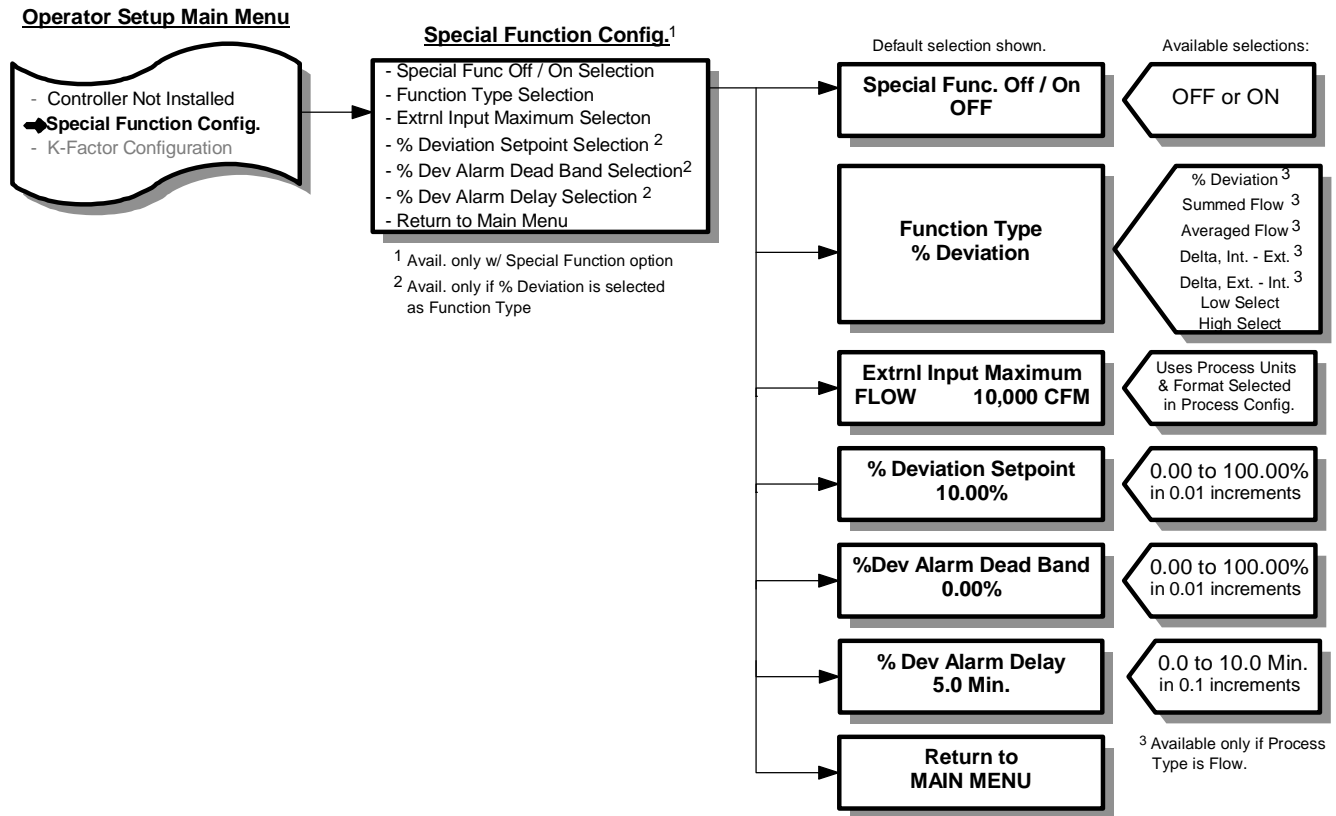 Operator Setup Main Menu
- Controller Not Installed
Special Function Config.
- K-Factor Configuration
Special Function Config.1
- Special Func Off / On Selection
- Function Type Selection
- Extrnl Input Maximum Selecton
- % Deviation Setpoint Selection 2
- % Dev Alarm Dead Band Selection2
- % Dev Alarm Delay Selection 2
- Return to Main Menu
1 Avail. only w/ Special Function option
2 Avail. only if % Deviation is selected
as Function Type
Default selection shown.
Available selections:
Special Func. Off / On
OFF
OFF or ON
Function Type
% Deviation
% Deviation 3
Summed Flow 3
Averaged Flow 3
Delta, Int. - Ext. 3
Delta, Ext. - Int. 3
Low Select
High Select
Extrnl Input Maximum
FLOW 10,000 CFM
Uses Process Units
& Format Selected
in Process Config.
% Deviation Setpoint
10.00%
0.00 to 100.00%
in 0.01 increments
%Dev Alarm Dead Band
0.00%
0.00 to 100.00%
in 0.01 increments
% Dev Alarm Delay
5.0 Min.
0.0 to 10.0 Min.
in 0.1 increments
Return to
MAIN MENU
3 Available only if Process
Type is Flow.